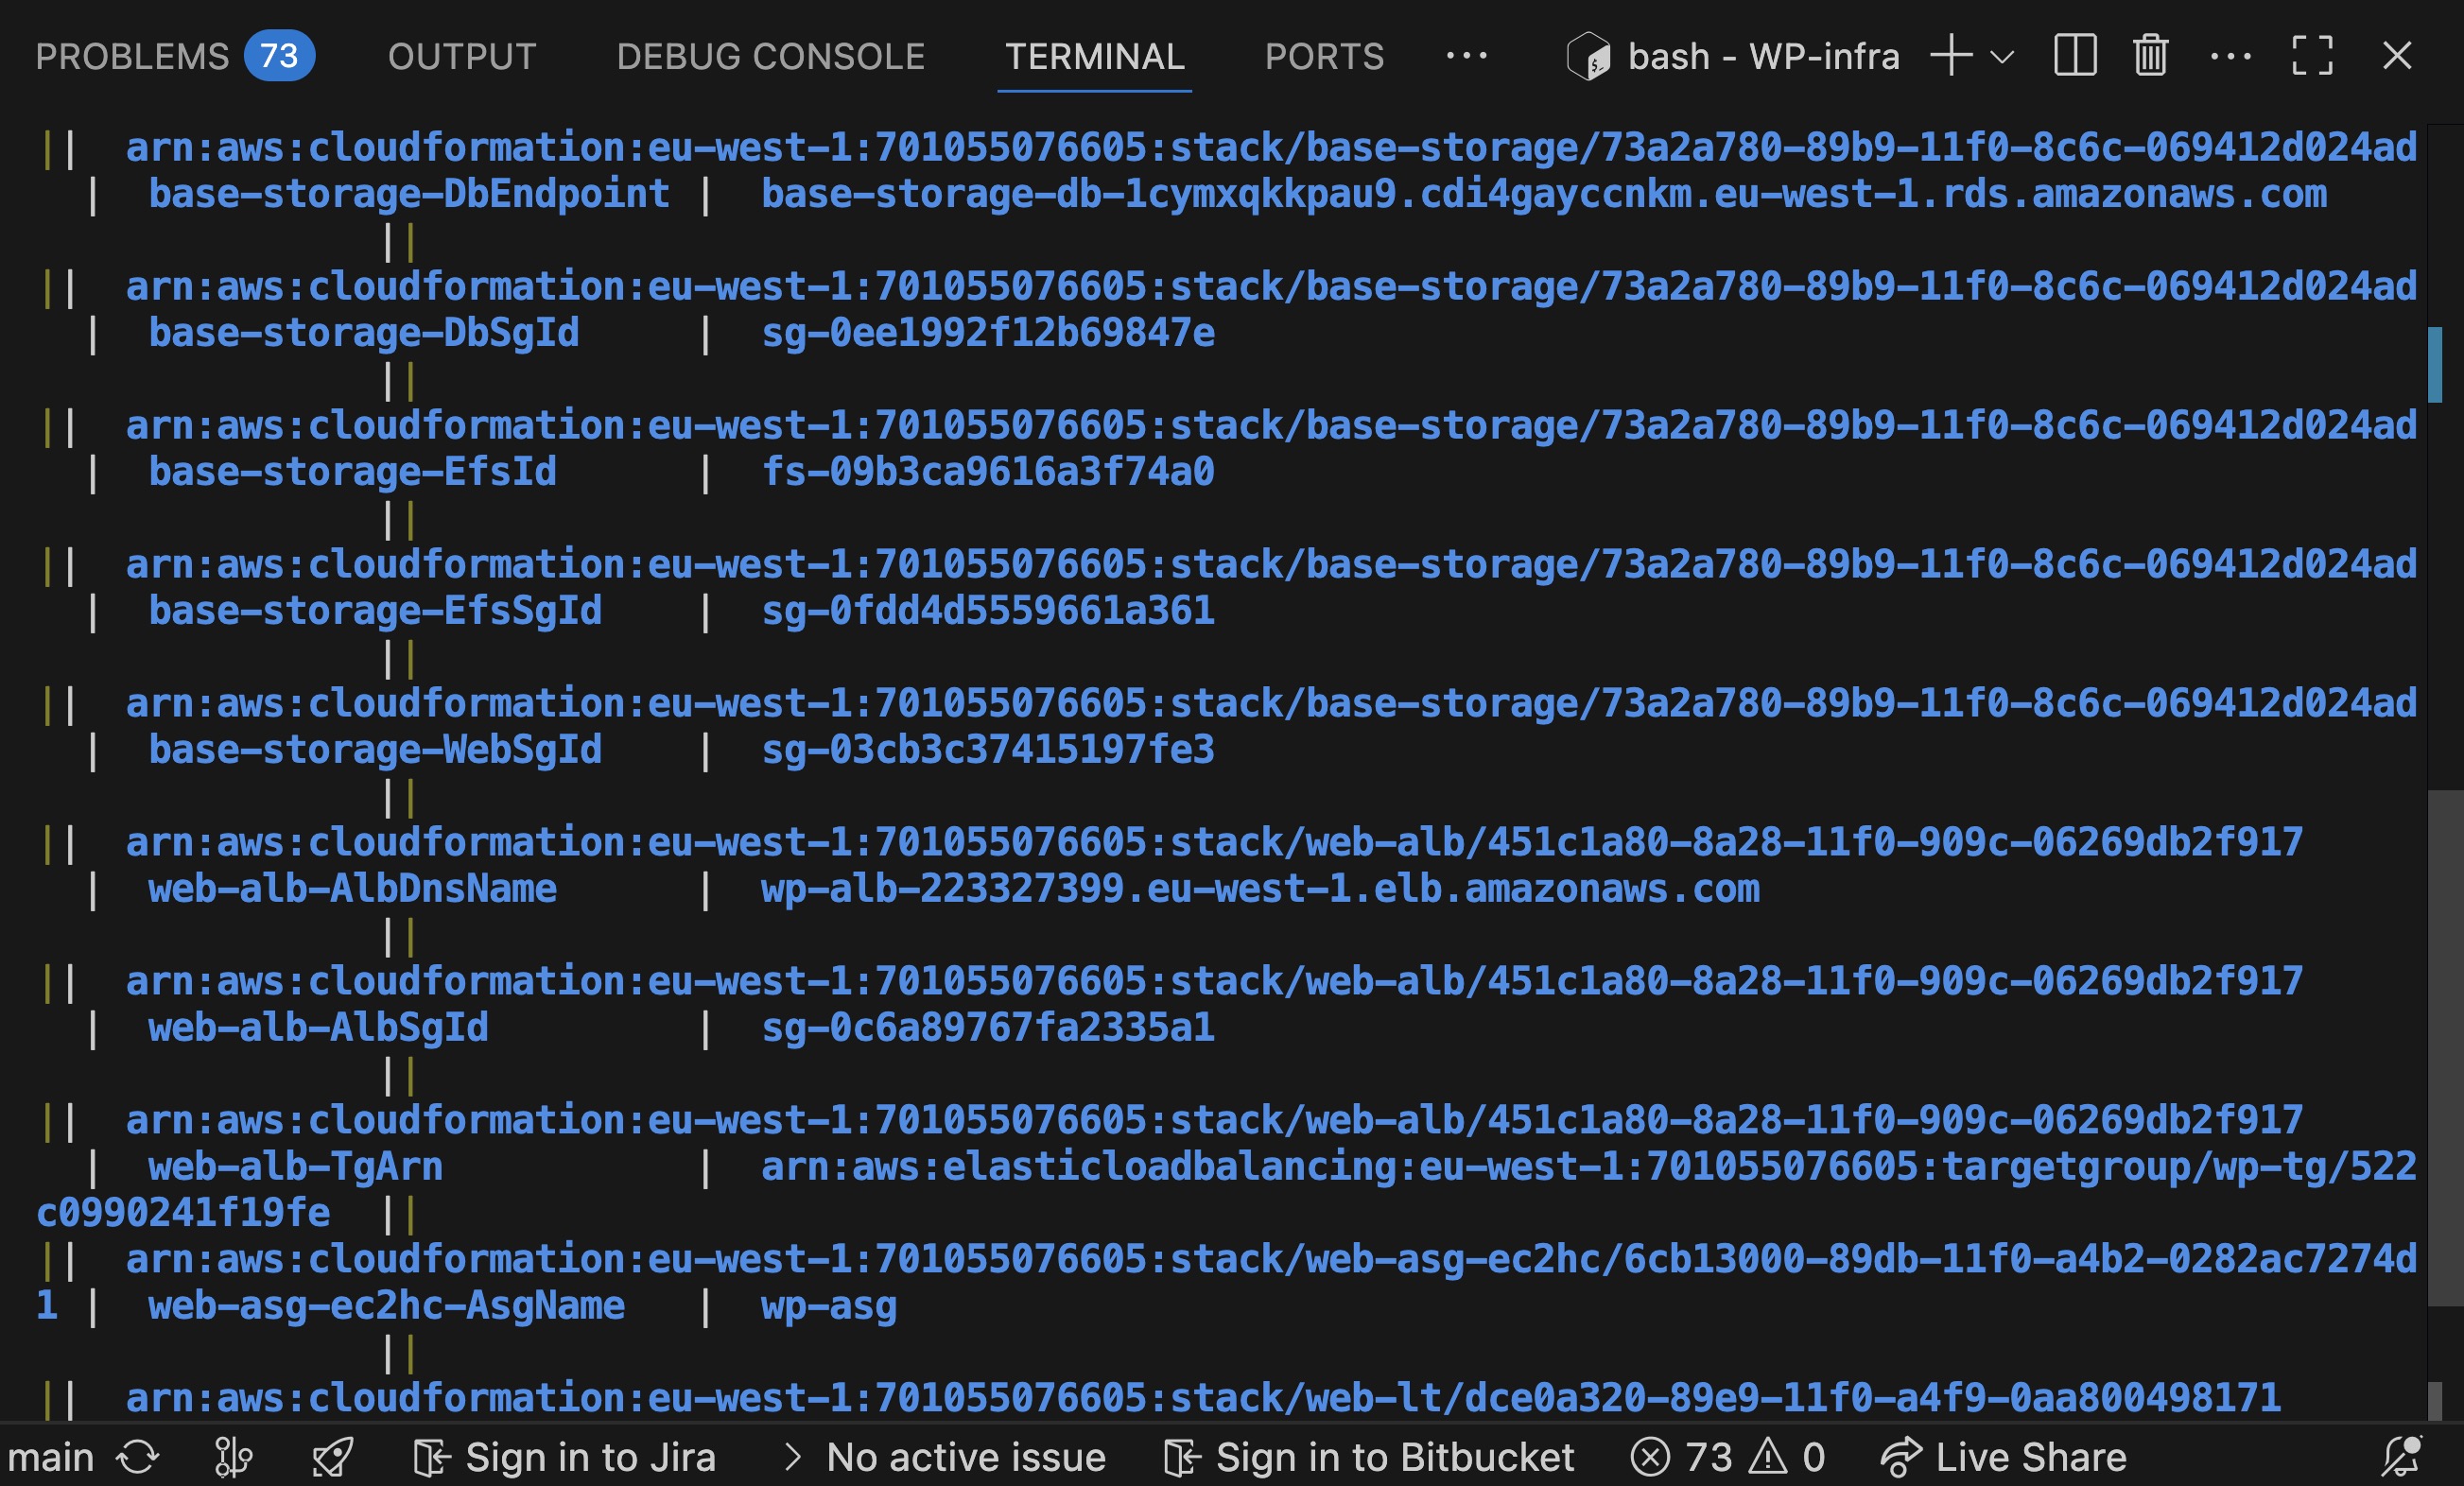 PROBLEMS 73 OUTPUT DEBUG CONSOLE TERMINAL PORTS ··· bash - WP-infra
|| arn:aws:cloudformation:eu-west-1:701055076605:stack/base-storage/73a2a780-89b9-11f0-8c6c-069412d024ad
| base-storage-DbEndpoint | base-storage-db-1cymxqkkpau9.cdi4gayccnkm.eu-west-1.rds.amazonaws.com
||
|| arn:aws:cloudformation:eu-west-1:701055076605:stack/base-storage/73a2a780-89b9-11f0-8c6c-069412d024ad
| base-storage-DbSgId | sg-0ee1992f12b69847e
||
|| arn:aws:cloudformation:eu-west-1:701055076605:stack/base-storage/73a2a780-89b9-11f0-8c6c-069412d024ad
| base-storage-EfsId | fs-09b3ca9616a3f74a0
||
|| arn:aws:cloudformation:eu-west-1:701055076605:stack/base-storage/73a2a780-89b9-11f0-8c6c-069412d024ad
| base-storage-EfsSgId | sg-0fdd4d5559661a361
||
|| arn:aws:cloudformation:eu-west-1:701055076605:stack/base-storage/73a2a780-89b9-11f0-8c6c-069412d024ad
| base-storage-WebSgId | sg-03cb3c37415197fe3
||
|| arn:aws:cloudformation:eu-west-1:701055076605:stack/web-alb/451c1a80-8a28-11f0-909c-06269db2f917
| web-alb-AlbDnsName | wp-alb-223327399.eu-west-1.elb.amazonaws.com
||
|| arn:aws:cloudformation:eu-west-1:701055076605:stack/web-alb/451c1a80-8a28-11f0-909c-06269db2f917
| web-alb-AlbSgId | sg-0c6a89767fa2335a1
||
|| arn:aws:cloudformation:eu-west-1:701055076605:stack/web-alb/451c1a80-8a28-11f0-909c-06269db2f917
| web-alb-TgArn | arn:aws:elasticloadbalancing:eu-west-1:701055076605:targetgroup/wp-tg/522
c0990241f19fe ||
|| arn:aws:cloudformation:eu-west-1:701055076605:stack/web-asg-ec2hc/6cb13000-89db-11f0-a4b2-0282ac7274d
1 | web-asg-ec2hc-AsgName | wp-asg
||
|| arn:aws:cloudformation:eu-west-1:701055076605:stack/web-lt/dce0a320-89e9-11f0-a4f9-0aa800498171
main Sign in to Jira > No active issue Sign in to Bitbucket 73 0 Live Share